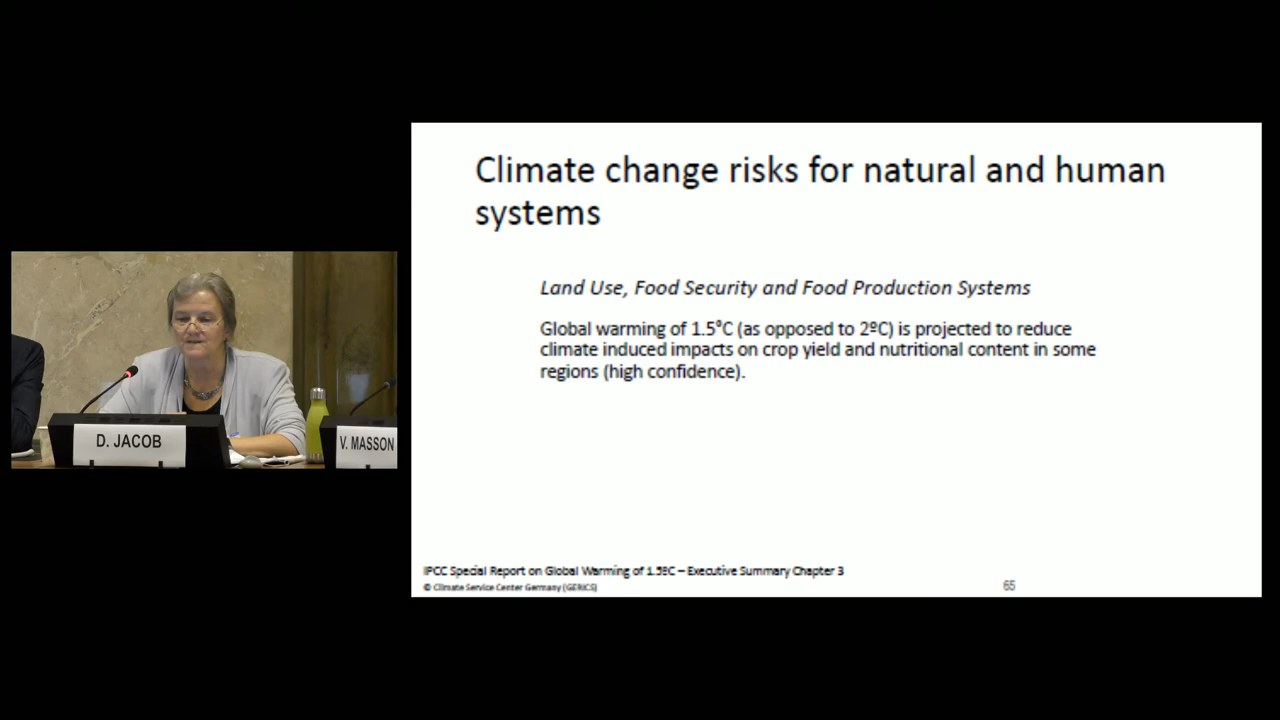 Climate change risks for natural and human
systems
Land Use, Food Security and Food Production Systems
Global warming of 1.5°C (as opposed to 2ºC) is projected to reduce
climate induced impacts on crop yield and nutritional content in some
regions (high confidence).
D. JACOB
V. MASSON
IPCC Special Report on Global Warming of 1.5ºC – Executive Summary Chapter 3
© Climate Service Center Germany (GERICS)
65